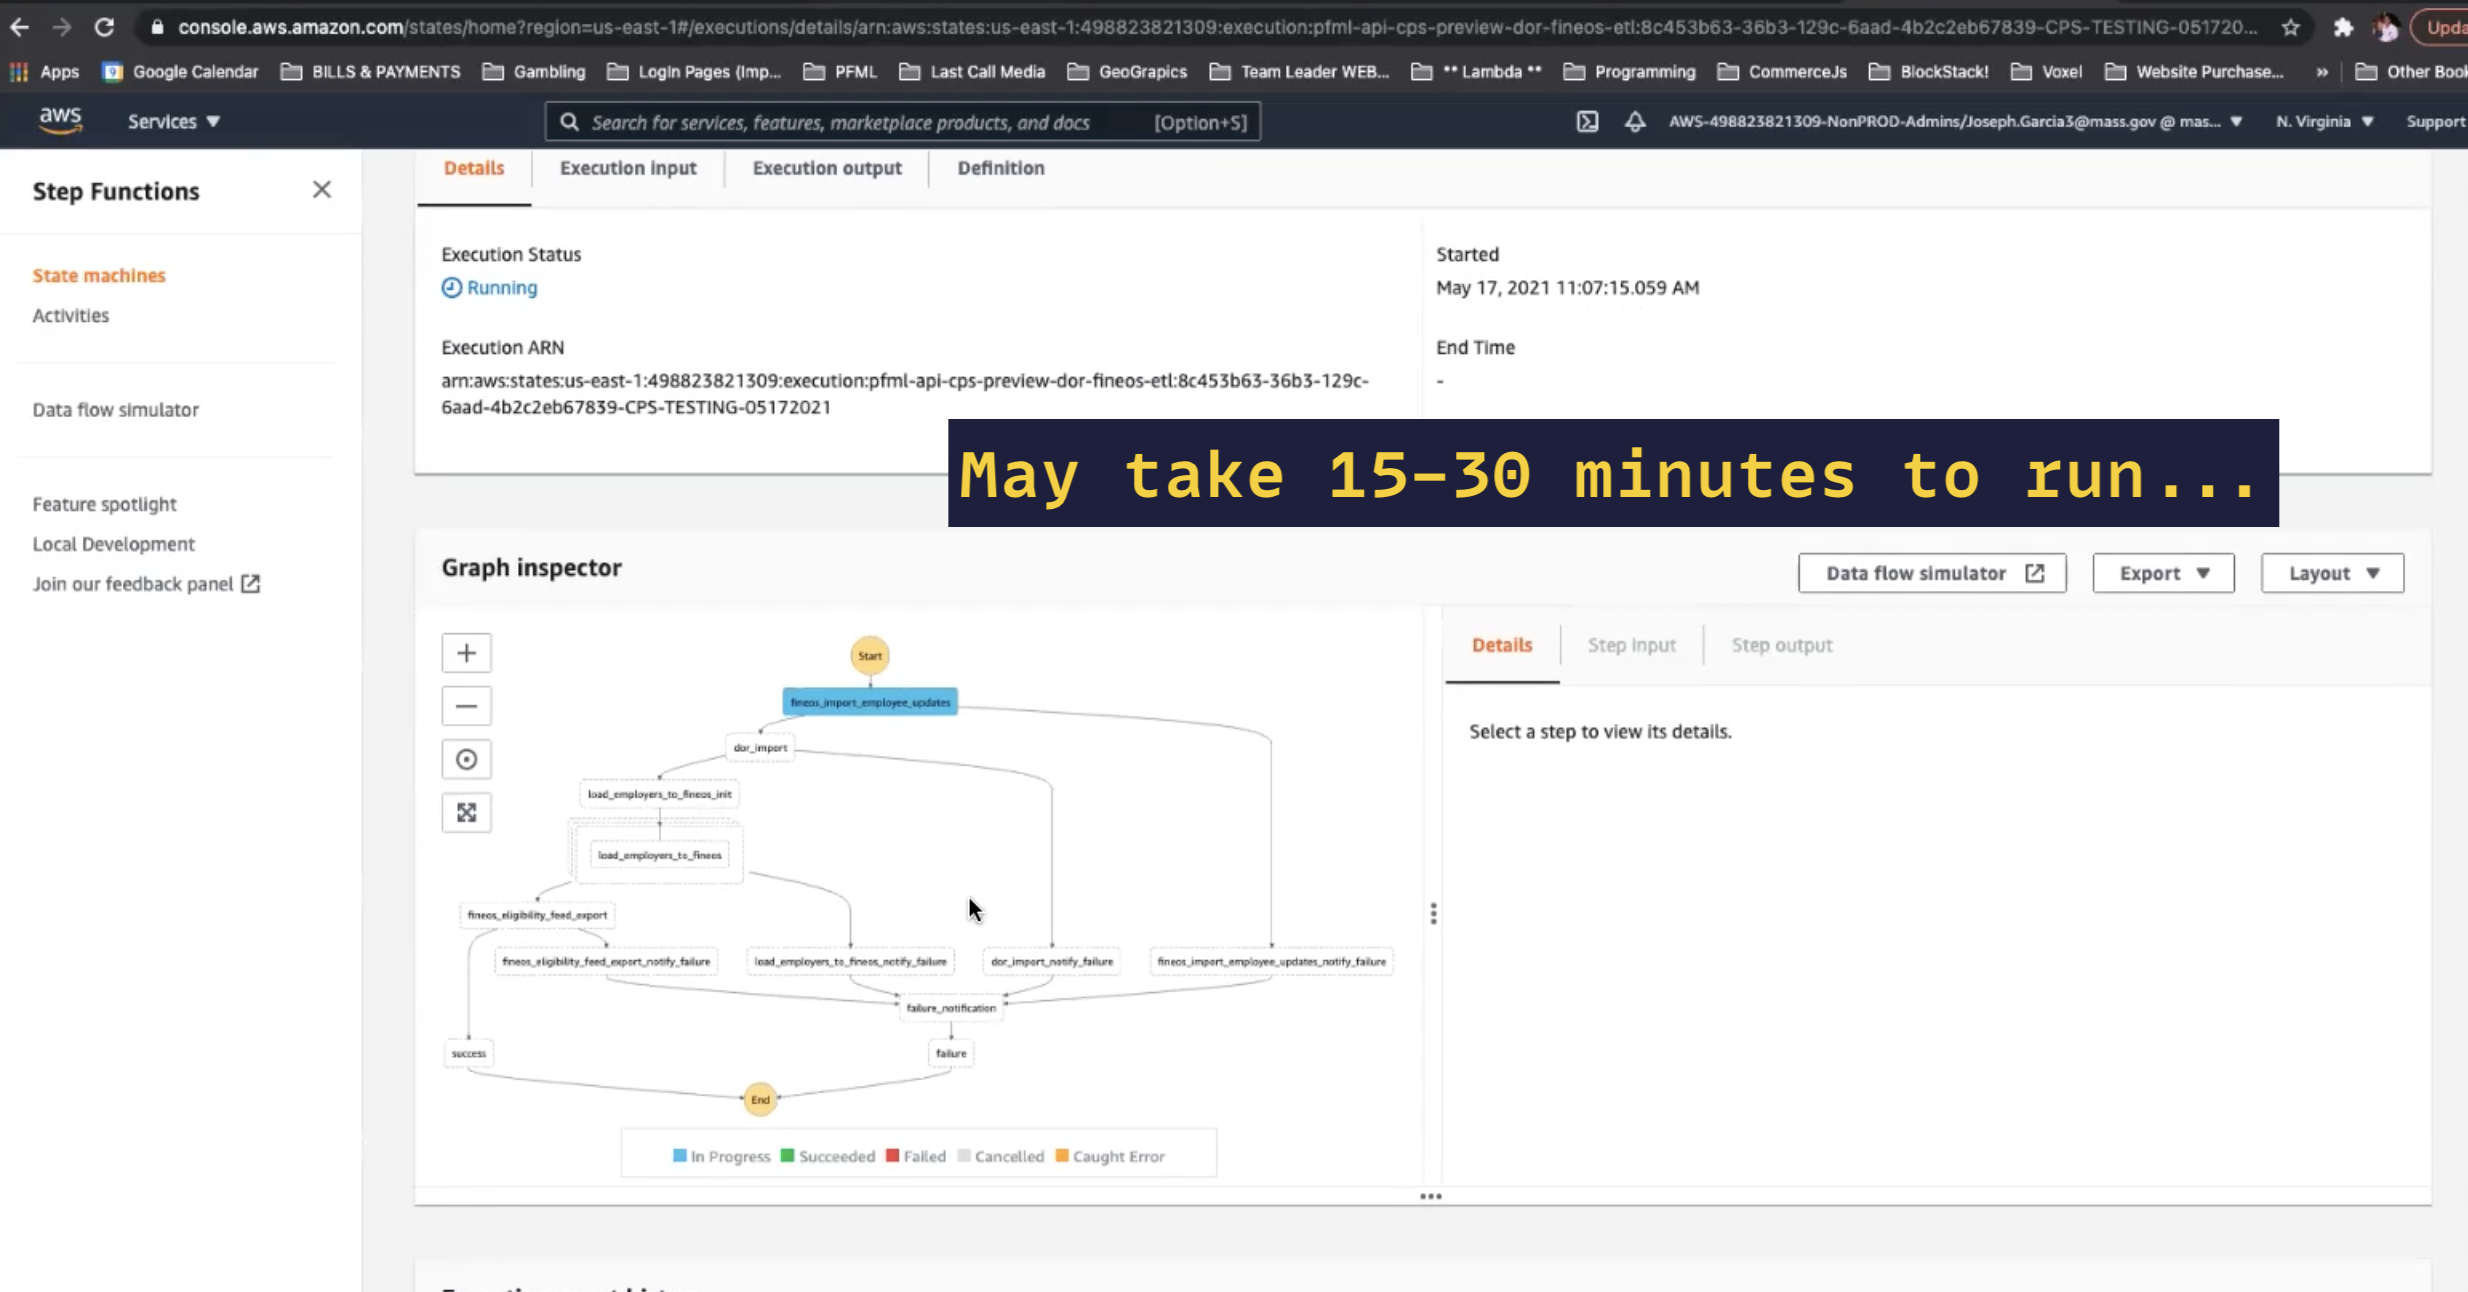 console.aws.amazon.com/states/home?region=us-east-1#/executions/details/arn:aws:states:us-east-1:498823821309:execution:pfml-api-cps-preview-dor-fineos-etl:8c453b63-36b3-129c-6aad-4b2c2eb67839-CPS-TESTING-051720...
Upda
Apps Google Calendar BILLS & PAYMENTS Gambling LogIn Pages (Imp... PFML Last Call Media GeoGrapics Team Leader WEB... ** Lambda ** Programming CommerceJs BlockStack! Voxel Website Purchase... » Other Book
aws Services ▼ Search for services, features, marketplace products, and docs [Option+S] AWS-498823821309-NonPROD-Admins/Joseph.Garcia3@mass.gov @ mas... ▼ N. Virginia ▼ Support
Step Functions
State machines
Activities
Data flow simulator
Feature spotlight
Local Development
Join our feedback panel
Details Execution input Execution output Definition
Execution Status
Running
Started
May 17, 2021 11:07:15.059 AM
Execution ARN
arn:aws:states:us-east-1:498823821309:execution:pfml-api-cps-preview-dor-fineos-etl:8c453b63-36b3-129c-
6aad-4b2c2eb67839-CPS-TESTING-05172021
End Time
-
May take 15-30 minutes to run...
Graph inspector
Data flow simulator Export ▼ Layout ▼
Start
fineos_import_employee_updates
dor_import
load_employers_to_fineos_init
load_employers_to_fineos
fineos_eligibility_feed_export
fineos_eligibility_feed_export_notify_failure load_employers_to_fineos_notify_failure dor_import_notify_failure fineos_import_employee_updates_notify_failure
failure_notification
success failure
End
In Progress Succeeded Failed Cancelled Caught Error
Details Step input Step output
Select a step to view its details.